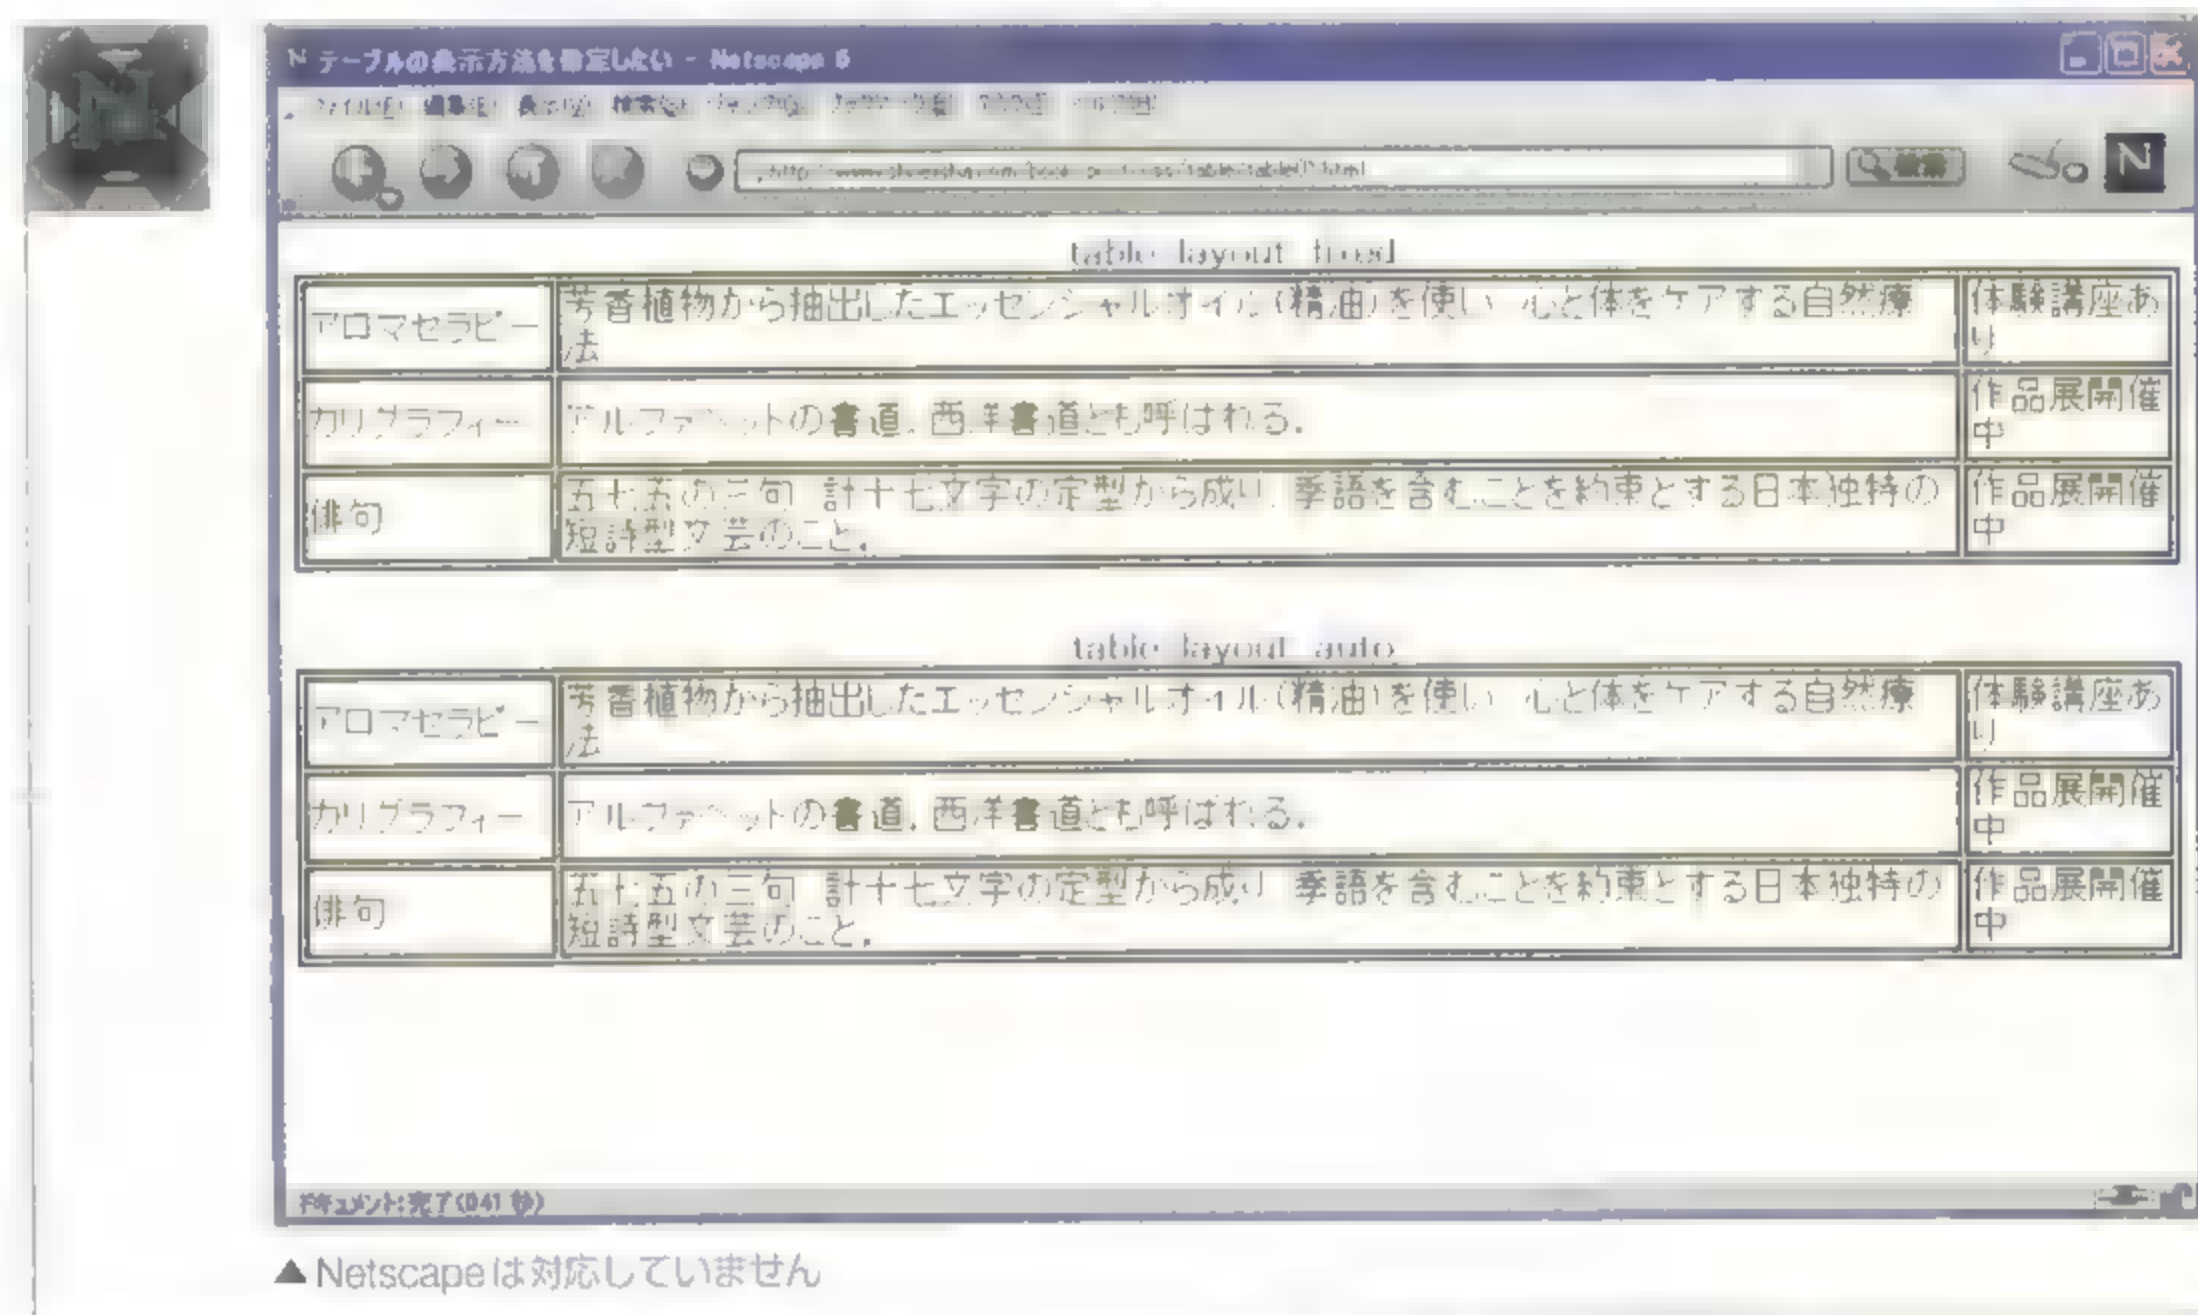 テーブルの表示方法を指定したい - Netscape 6
ファイル(F) 編集(E) 表示(V) 検索(S)
検索
table layout fixed
アロマセラピー
芳香植物から抽出したエッセンシャルオイル(精油)を使い 心と体をケアする自然療
法
体験講座あ
り
カリグラフィー
アルファベットの書道. 西洋書道とも呼ばれる.
作品展開催
中
俳句
五七五の三句 計十七文字の定型から成り 季語を含むことを約束とする日本独特の
短詩型文芸のこと.
作品展開催
中
table layout auto
アロマセラピー
芳香植物から抽出したエッセンシャルオイル(精油)を使い 心と体をケアする自然療
法
体験講座あ
り
カリグラフィー
アルファベットの書道. 西洋書道とも呼ばれる.
作品展開催
中
俳句
五七五の三句 計十七文字の定型から成り 季語を含むことを約束とする日本独特の
短詩型文芸のこと.
作品展開催
中
ドキュメント: 完了(0.41 秒)
▲Netscapeは対応していません